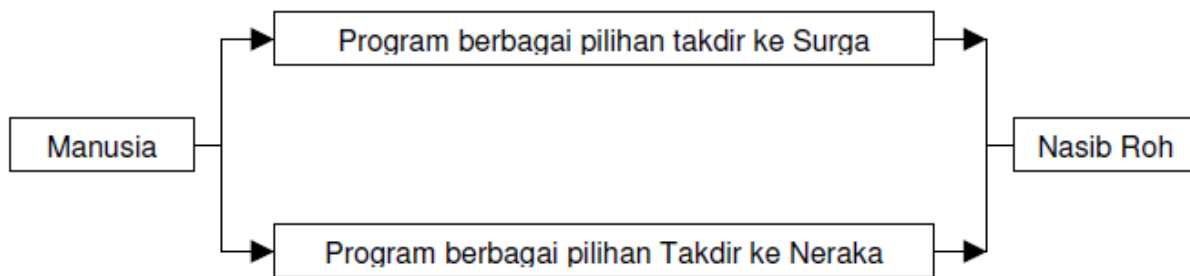 Program berbagai pilihan takdir ke Surga
Manusia
Nasib Roh
Program berbagai pilihan Takdir ke Neraka